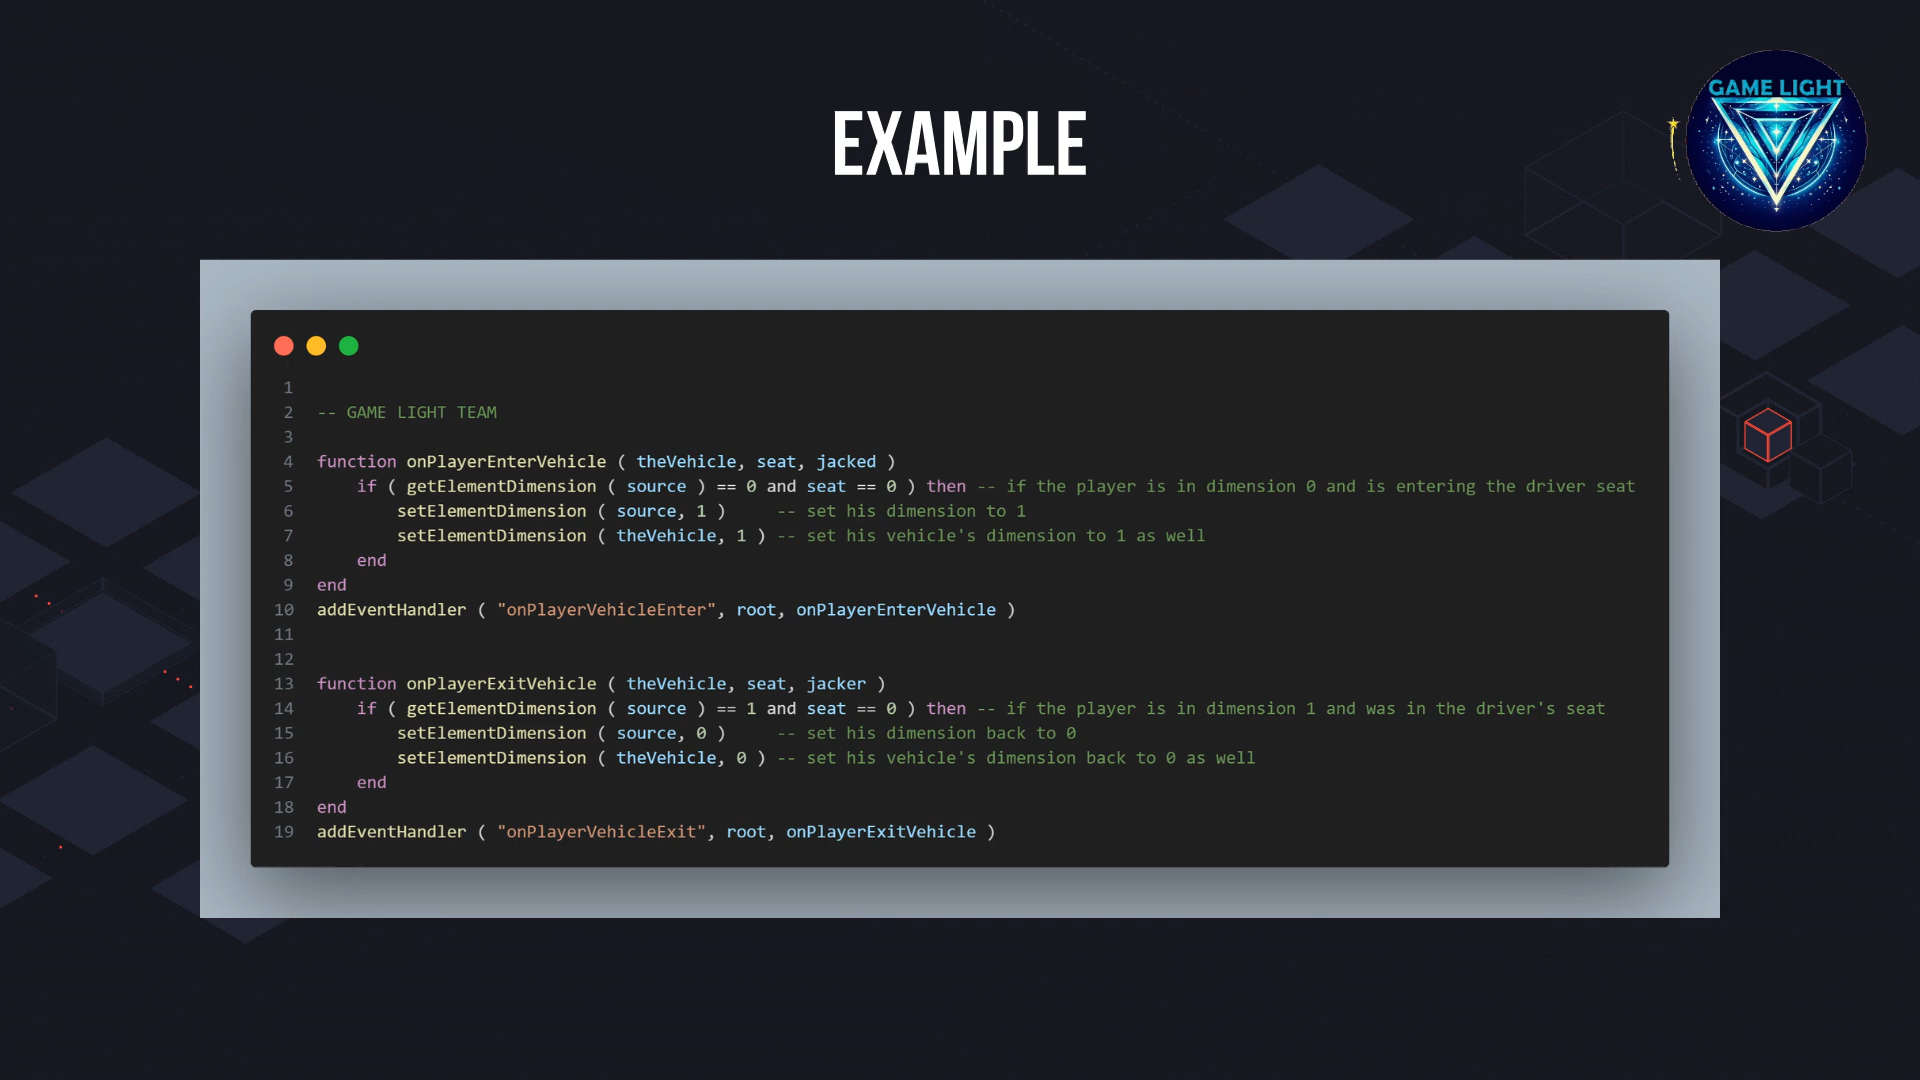 GAME LIGHT
EXAMPLE
1
2 -- GAME LIGHT TEAM
3
4 function onPlayerEnterVehicle ( theVehicle, seat, jacked )
5     if ( getElementDimension ( source ) == 0 and seat == 0 ) then -- if the player is in dimension 0 and is entering the driver seat
6         setElementDimension ( source, 1 )     -- set his dimension to 1
7         setElementDimension ( theVehicle, 1 ) -- set his vehicle's dimension to 1 as well
8     end
9 end
10 addEventHandler ( "onPlayerVehicleEnter", root, onPlayerEnterVehicle )
11
12
13 function onPlayerExitVehicle ( theVehicle, seat, jacker )
14     if ( getElementDimension ( source ) == 1 and seat == 0 ) then -- if the player is in dimension 1 and was in the driver's seat
15         setElementDimension ( source, 0 )     -- set his dimension back to 0
16         setElementDimension ( theVehicle, 0 ) -- set his vehicle's dimension back to 0 as well
17     end
18 end
19 addEventHandler ( "onPlayerVehicleExit", root, onPlayerExitVehicle )